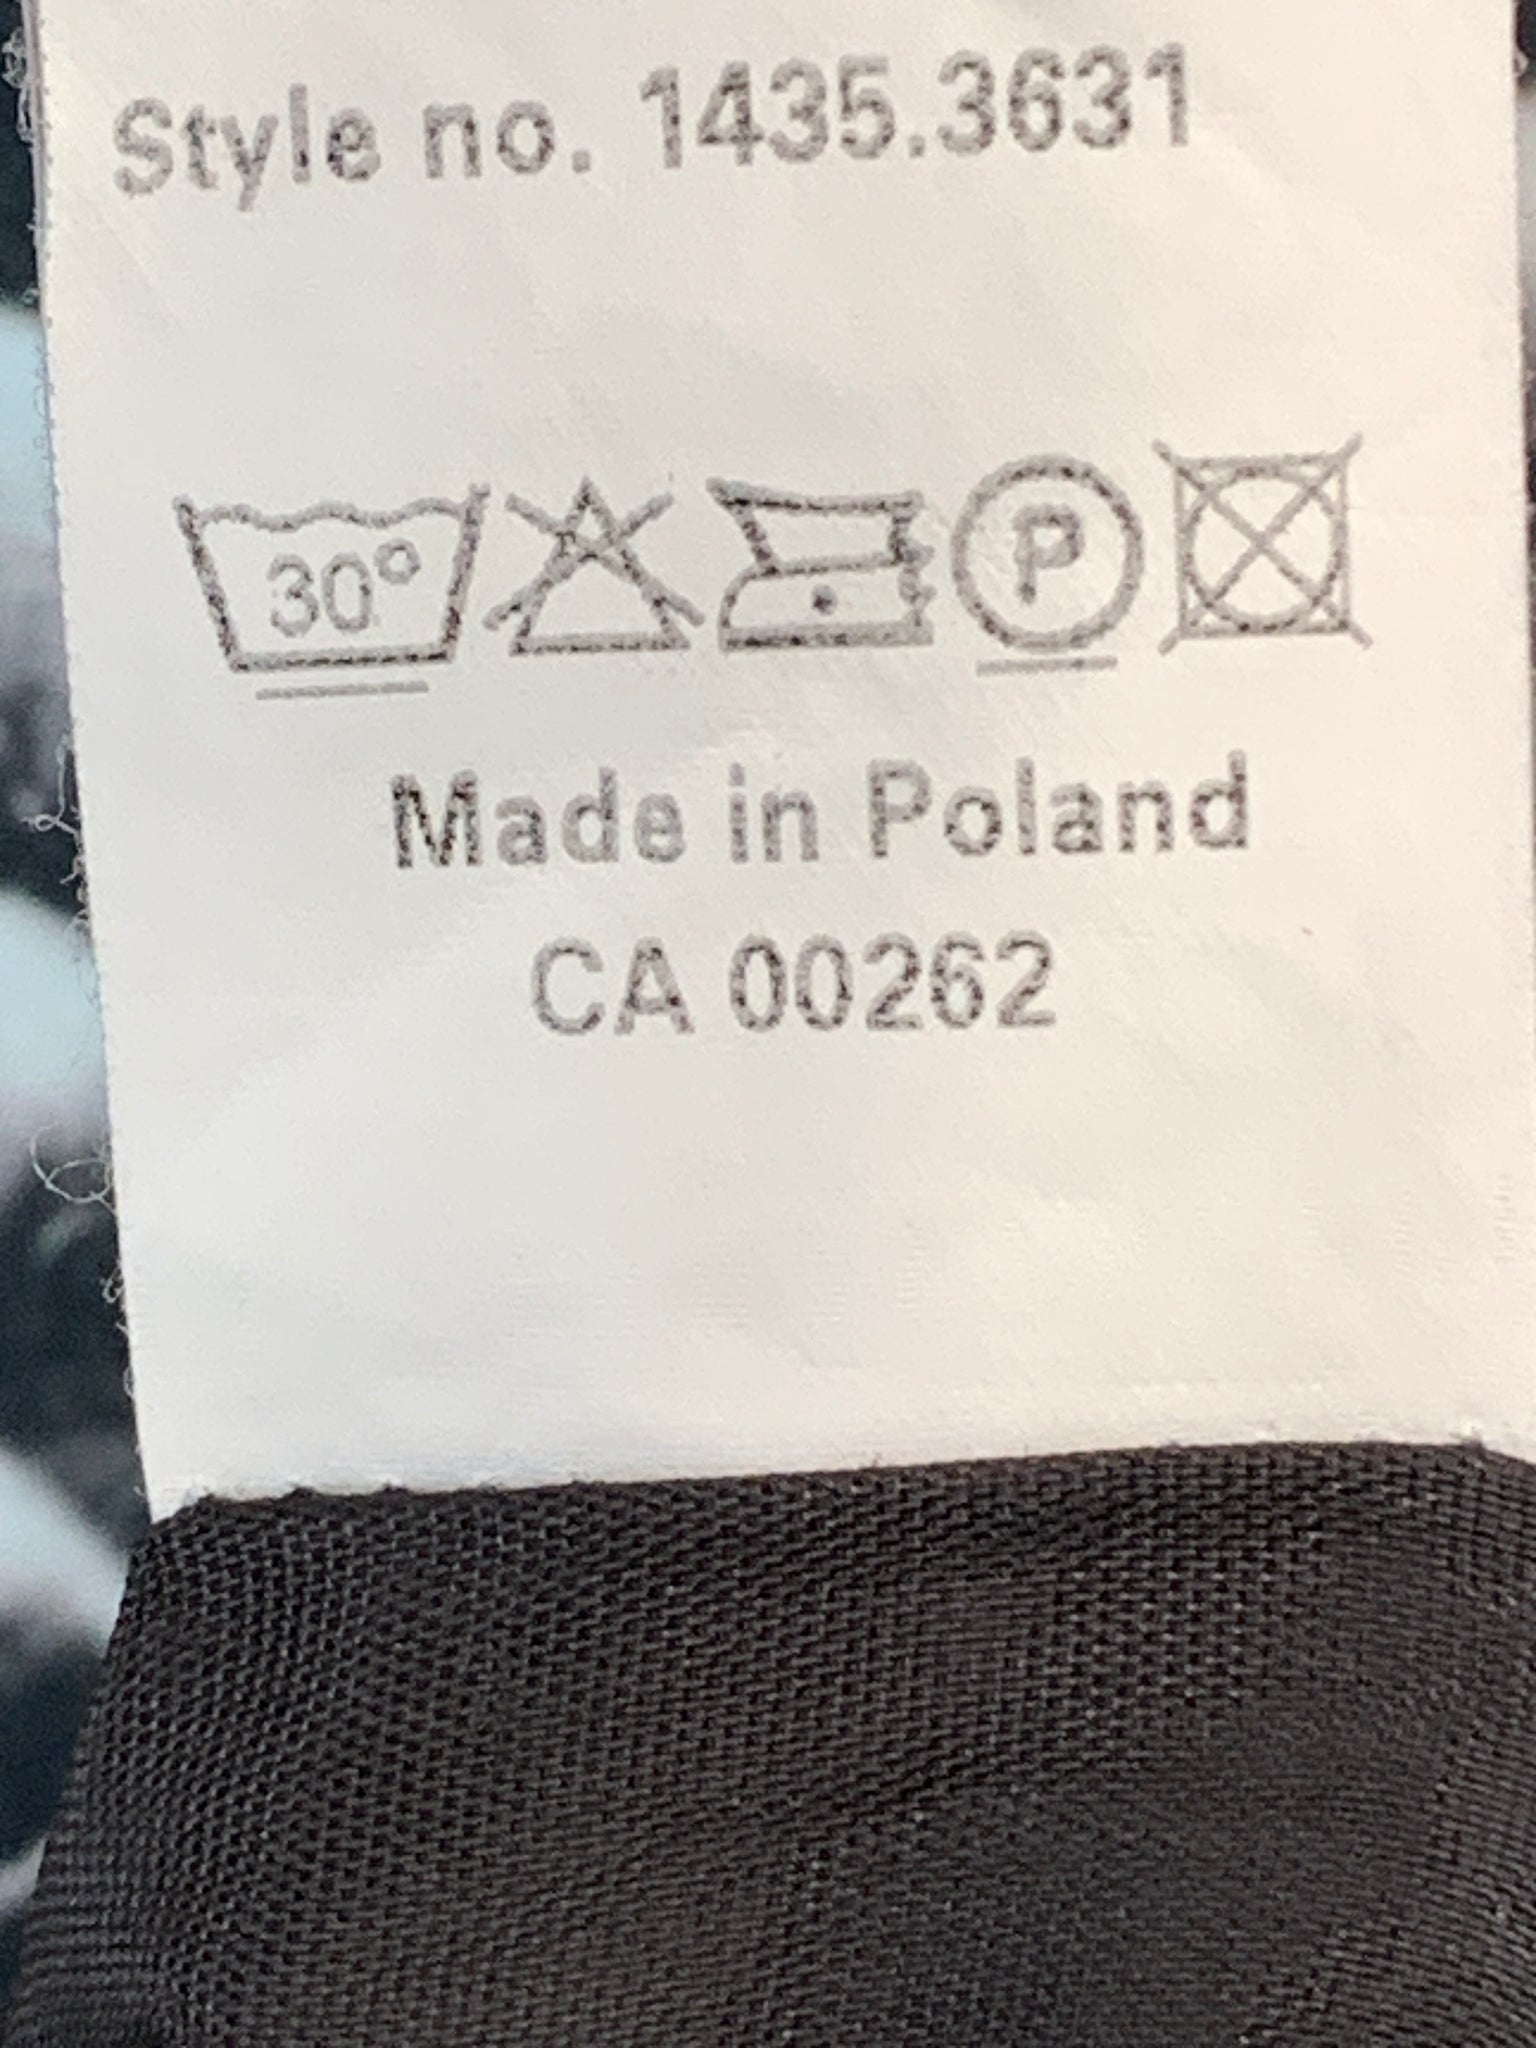 Style no. 1435.3631
30° P
Made in Poland
CA 00262